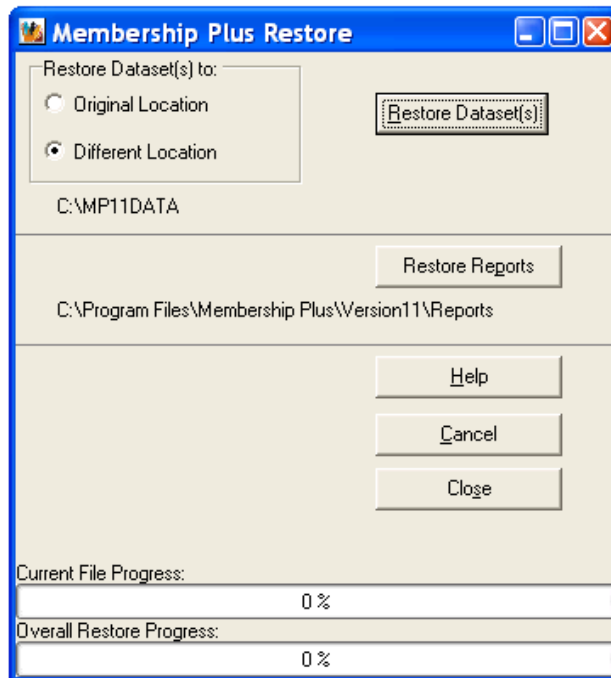 Membership Plus Restore
Restore Dataset(s) to:
Original Location
Different Location
Restore Dataset(s)
C:\MP11DATA
Restore Reports
C:\Program Files\Membership Plus\Version11\Reports
Help
Cancel
Close
Current File Progress:
0 %
Overall Restore Progress:
0 %